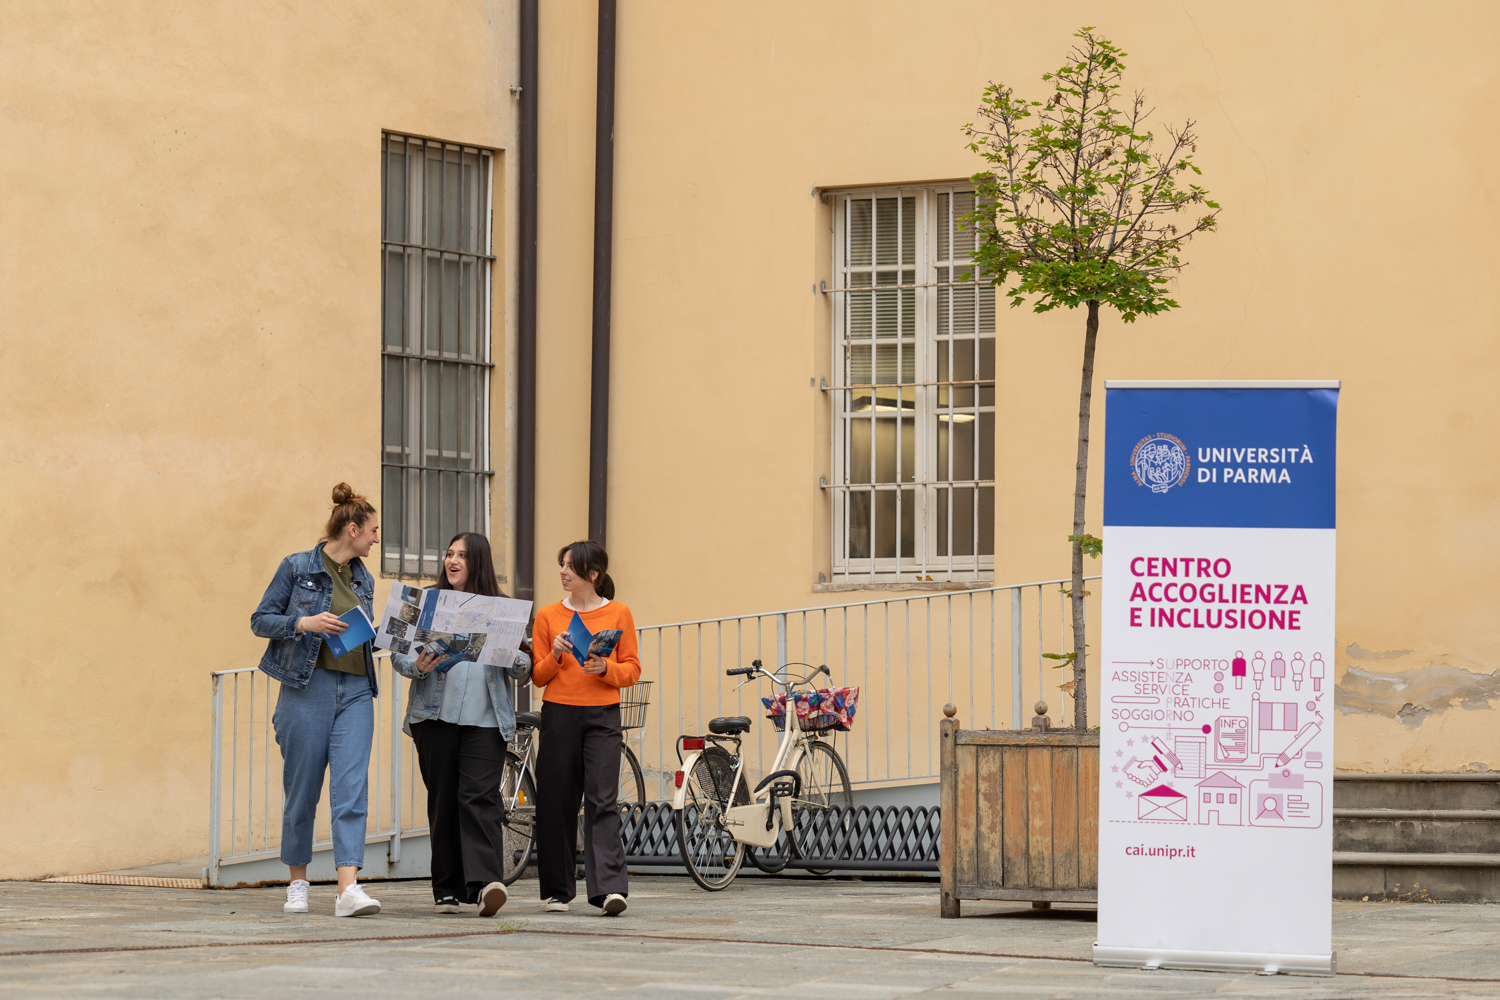 UNIVERSITÀ
DI PARMA
CENTRO
ACCOGLIENZA
E INCLUSIONE
SUPPORTO
ASSISTENZA
SERVICE
PRATICHE
SOGGIORNO
INFO
cai.unipr.it